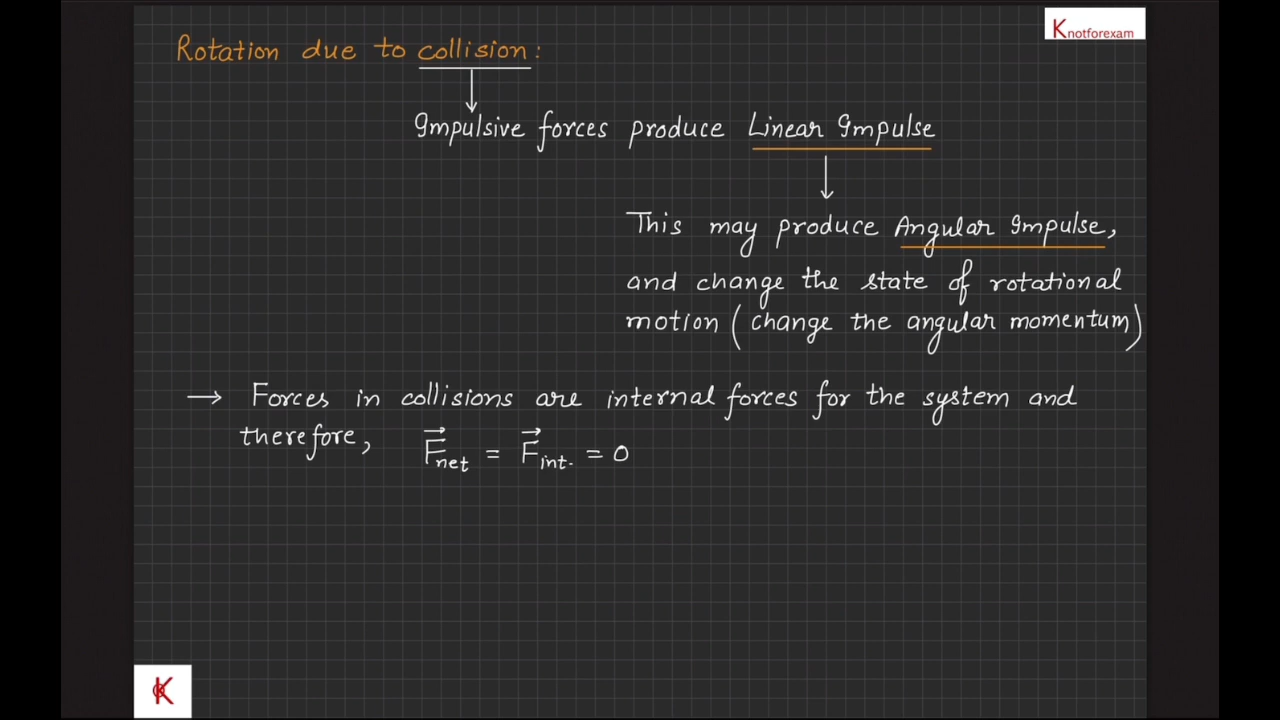 Knotforexam
Rotation due to collision:
Impulsive forces produce Linear Impulse
This may produce Angular Impulse,
and change the state of rotational
motion (change the angular momentum)
→ Forces in collisions are internal forces for the system and
therefore, F⃗net = F⃗int. = 0
K